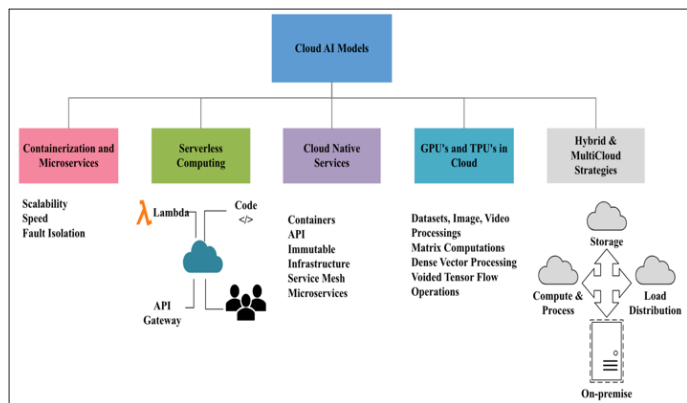 Cloud AI Models
Containerization and
Microservices
Serverless
Computing
Cloud Native
Services
GPU's and TPU's in
Cloud
Hybrid &
MultiCloud
Strategies
Scalability
Speed
Fault Isolation
λ Lambda
Code
</>
API
Gateway
Containers
API
Immutable
Infrastructure
Service Mesh
Microservices
Datasets, Image, Video
Processings
Matrix Computations
Dense Vector Processing
Voided Tensor Flow
Operations
Storage
Compute &
Process
Load
Distribution
On-premise